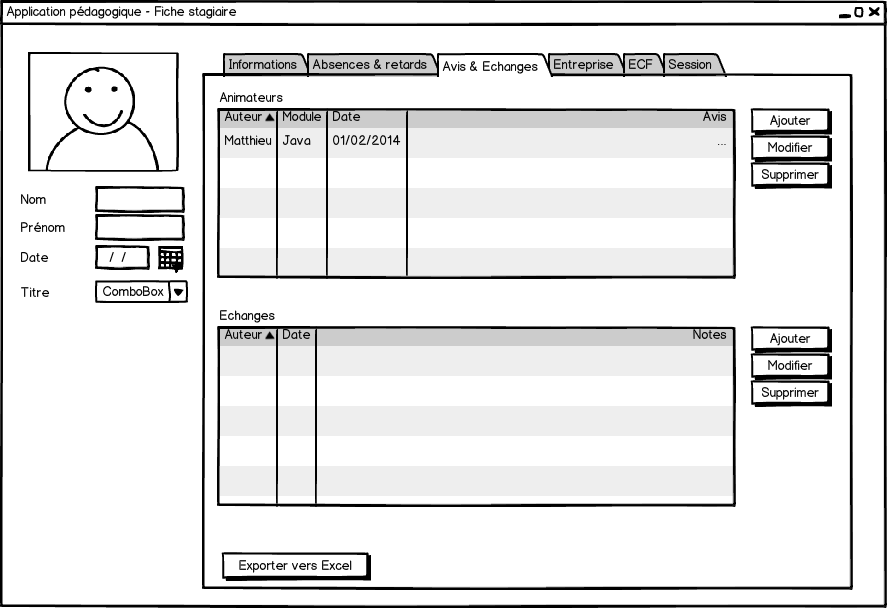 Application pédagogique - Fiche stagiaire
Informations Absences & retards Avis & Echanges Entreprise ECF Session
Nom
Prénom
Date / /
Titre ComboBox
Animateurs
Auteur Module Date Avis
Matthieu Java 01/02/2014 ...
Ajouter
Modifier
Supprimer
Echanges
Auteur Date Notes
Ajouter
Modifier
Supprimer
Exporter vers Excel